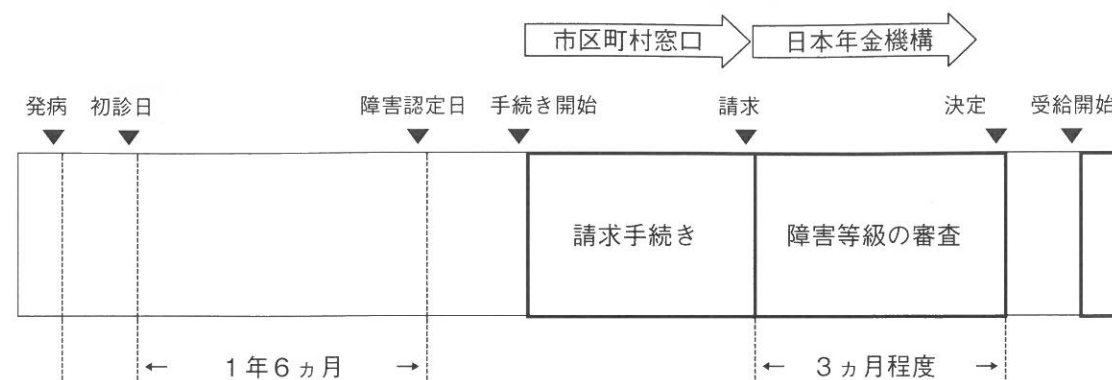 市区町村窓口 日本年金機構
発病 初診日 障害認定日 手続き開始 請求 決定 受給開始
請求手続き 障害等級の審査
← 1年6ヵ月 → ← 3ヵ月程度 →